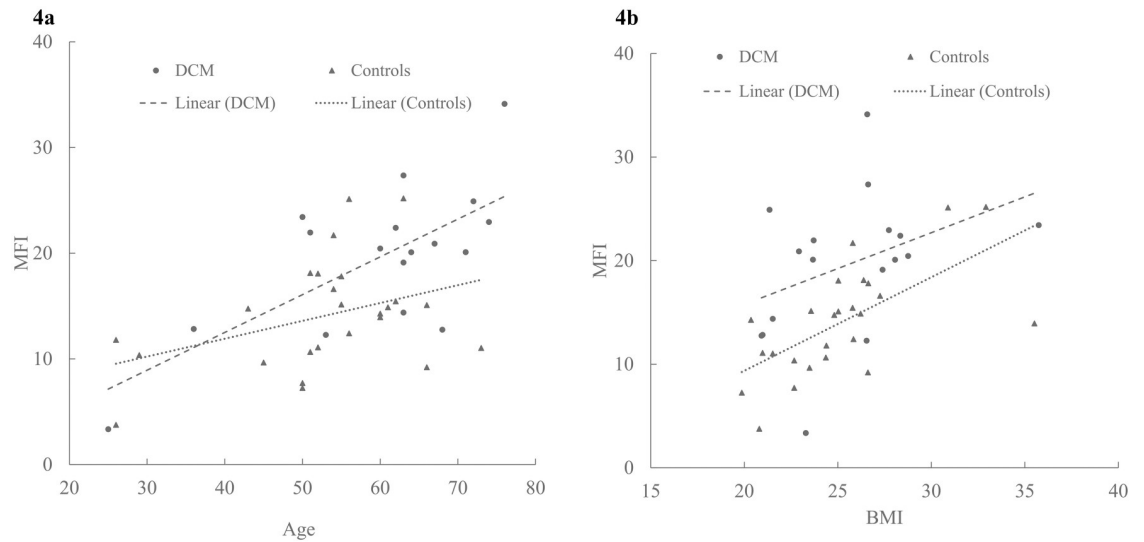 4a
40
DCM
Controls
Linear (DCM)
Linear (Controls)
30
MFI
20
10
0
20
30
40
50
60
70
80
Age
4b
40
DCM
Controls
Linear (DCM)
Linear (Controls)
30
MFI
20
10
0
15
20
25
30
35
40
BMI